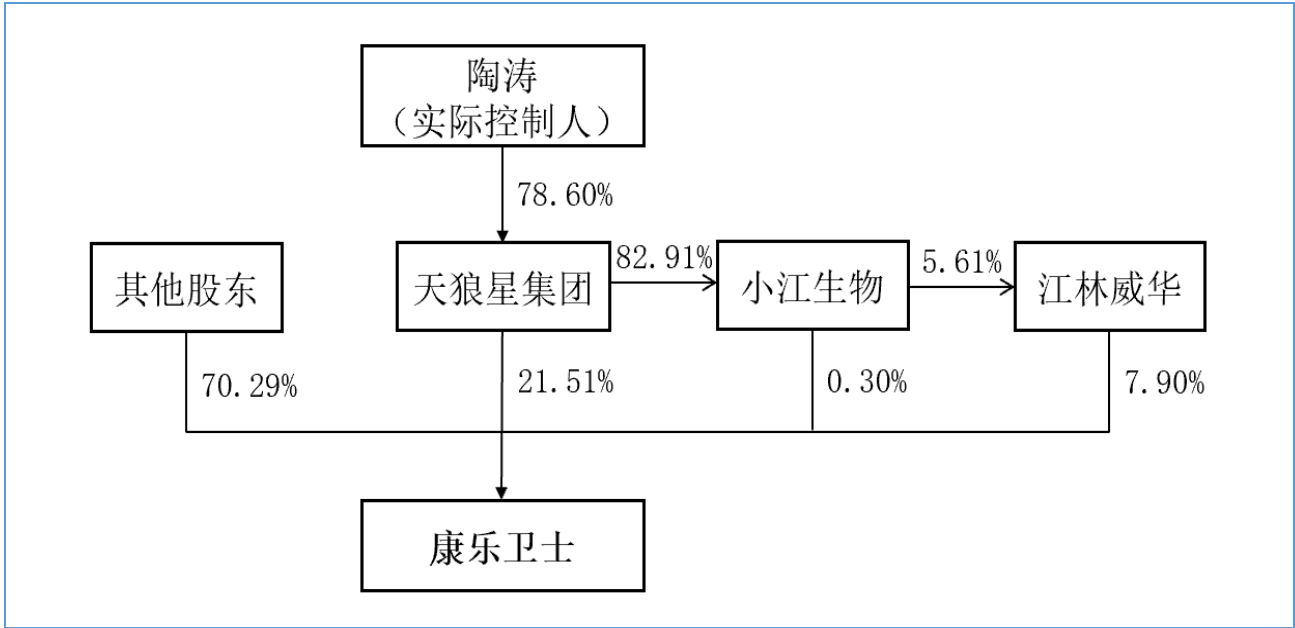 陶涛
（实际控制人）
78.60%
其他股东
天狼星集团
82.91%
小江生物
5.61%
江林威华
70.29%
21.51%
0.30%
7.90%
康乐卫士